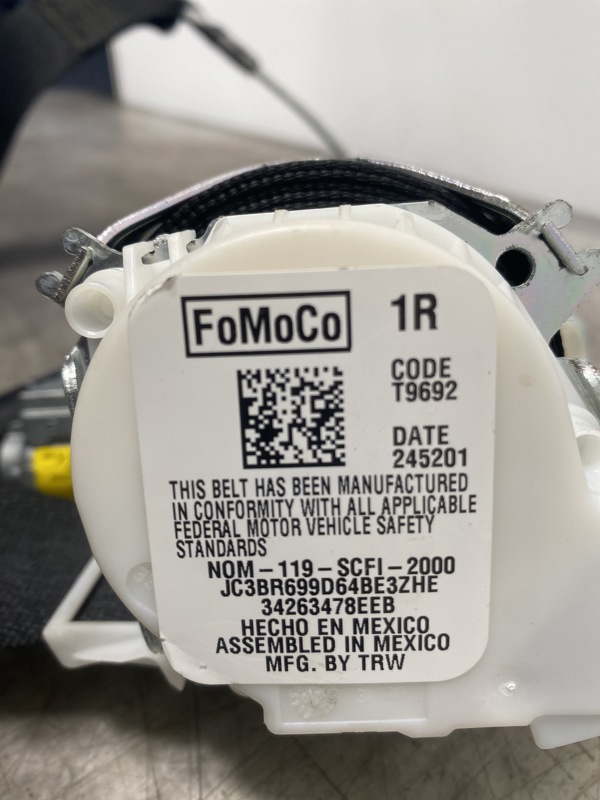 FoMoCo
1R
CODE
T9692
DATE
245201
THIS BELT HAS BEEN MANUFACTURED
IN CONFORMITY WITH ALL APPLICABLE
FEDERAL MOTOR VEHICLE SAFETY
STANDARDS
NOM-119-SCFI-2000
JC3BR699D64BE3ZHE
34263478EEB
HECHO EN MEXICO
ASSEMBLED IN MEXICO
MFG. BY TRW